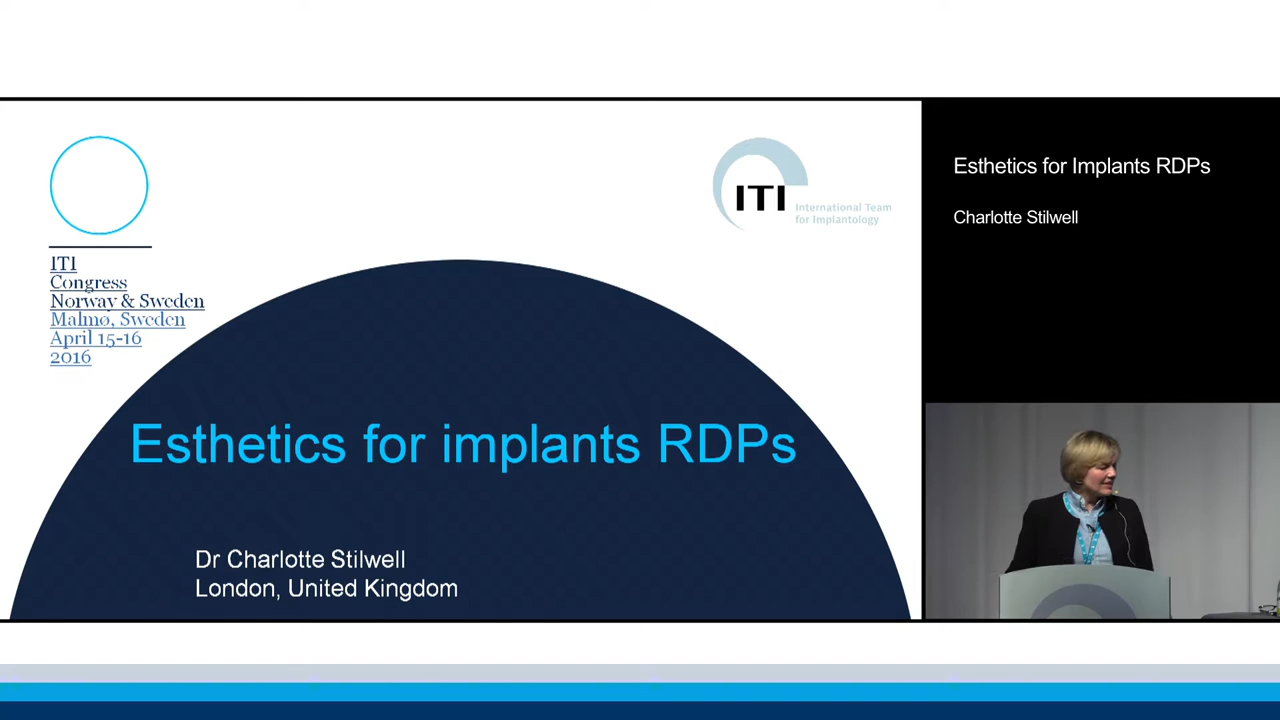 ITI
Congress
Norway & Sweden
Malmø, Sweden
April 15-16
2016
ITI
International Team
for Implantology
Esthetics for implants RDPs
Dr Charlotte Stilwell
London, United Kingdom
Esthetics for Implants RDPs
Charlotte Stilwell